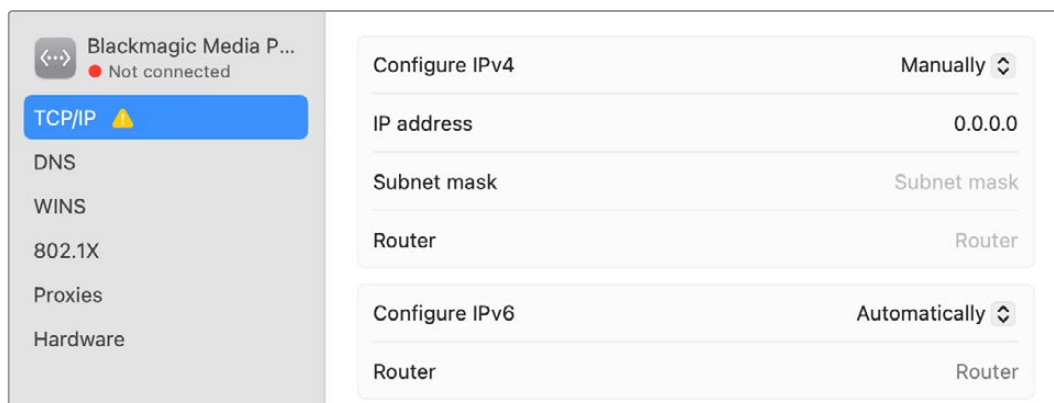 Blackmagic Media P...
Not connected
TCP/IP
DNS
WINS
802.1X
Proxies
Hardware
Configure IPv4 Manually
IP address 0.0.0.0
Subnet mask Subnet mask
Router Router
Configure IPv6 Automatically
Router Router